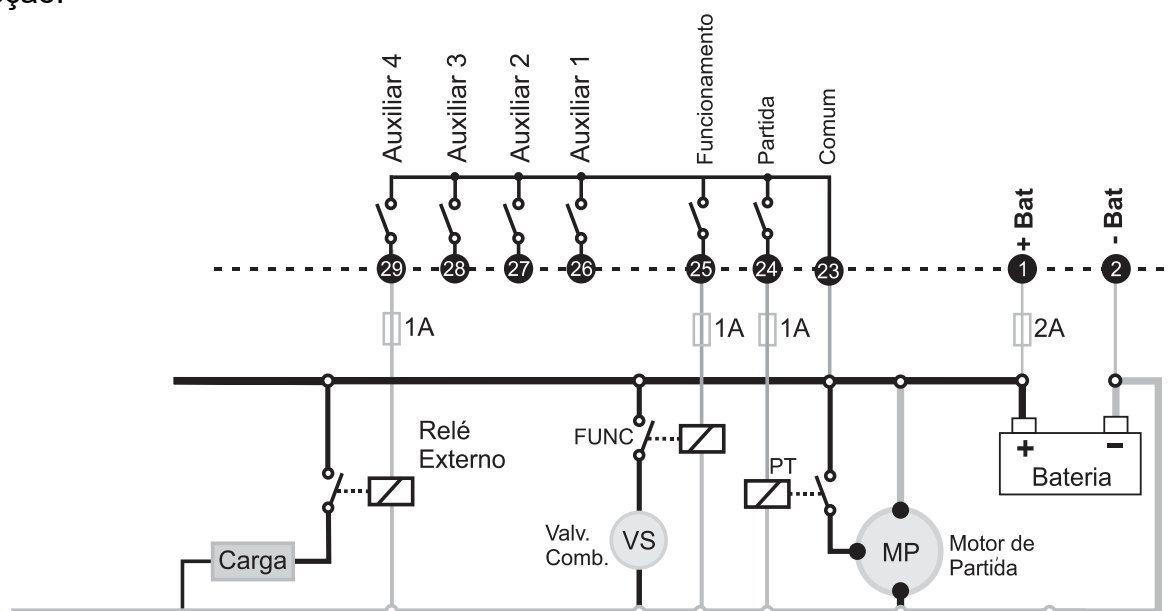 Auxiliar 4
Auxiliar 3
Auxiliar 2
Auxiliar 1
Funcionamento
Partida
Comum
+ Bat
- Bat
29
28
27
26
25
24
23
1
2
1A
1A
1A
2A
Relé
Externo
FUNC
PT
+
-
Bateria
Carga
Valv.
Comb.
VS
MP
Motor de
Partida